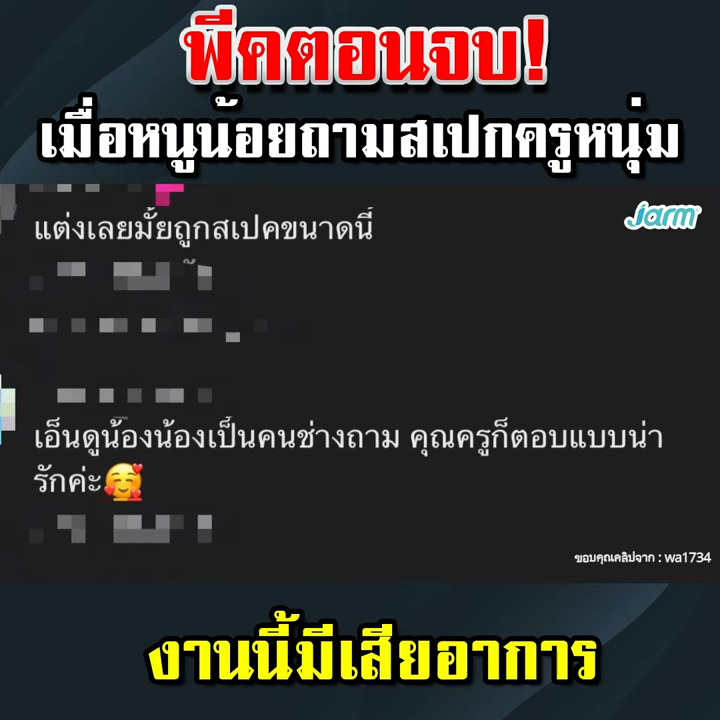 พีคตอนจบ!
เมื่อหนูน้อยถามสเปกครูหนุ่ม
jarm
แต่งเลยมั้ยถูกสเปคขนาดนี้
เอ็นดูน้องน้องเป็นคนช่างถาม คุณครูก็ตอบแบบน่า
รักค่ะ🥰
ขอบคุณคลิปจาก : wa1734
งานนี้มีเสียอาการ